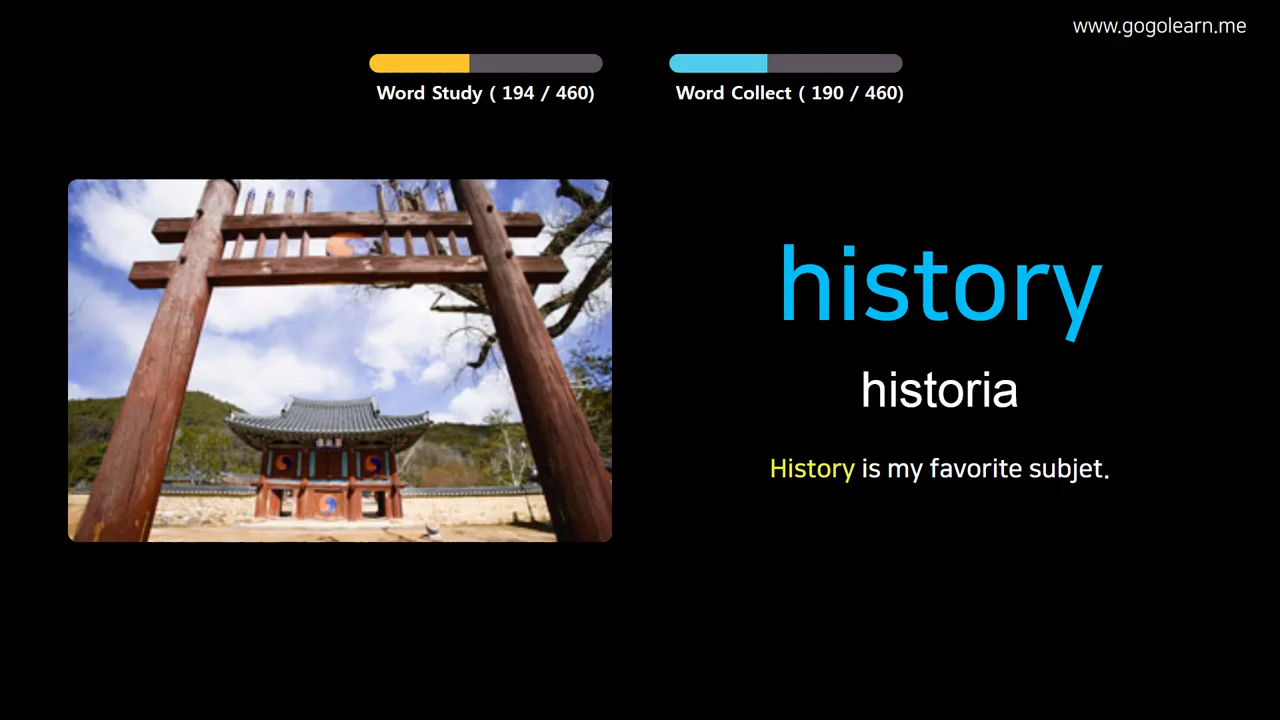 www.gogolearn.me
Word Study ( 194 / 460)
Word Collect ( 190 / 460)
history
historia
History is my favorite subjet.